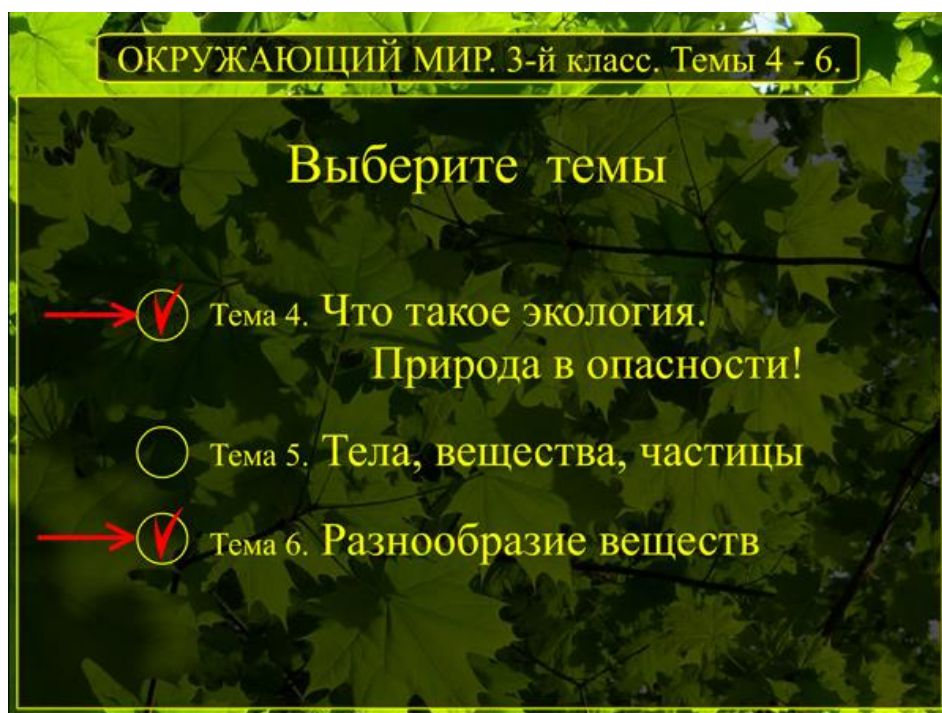 ОКРУЖАЮЩИЙ МИР. 3-й класс. Темы 4 - 6.
Выберите темы
Тема 4. Что такое экология.
Природа в опасности!
Тема 5. Тела, вещества, частицы
Тема 6. Разнообразие веществ